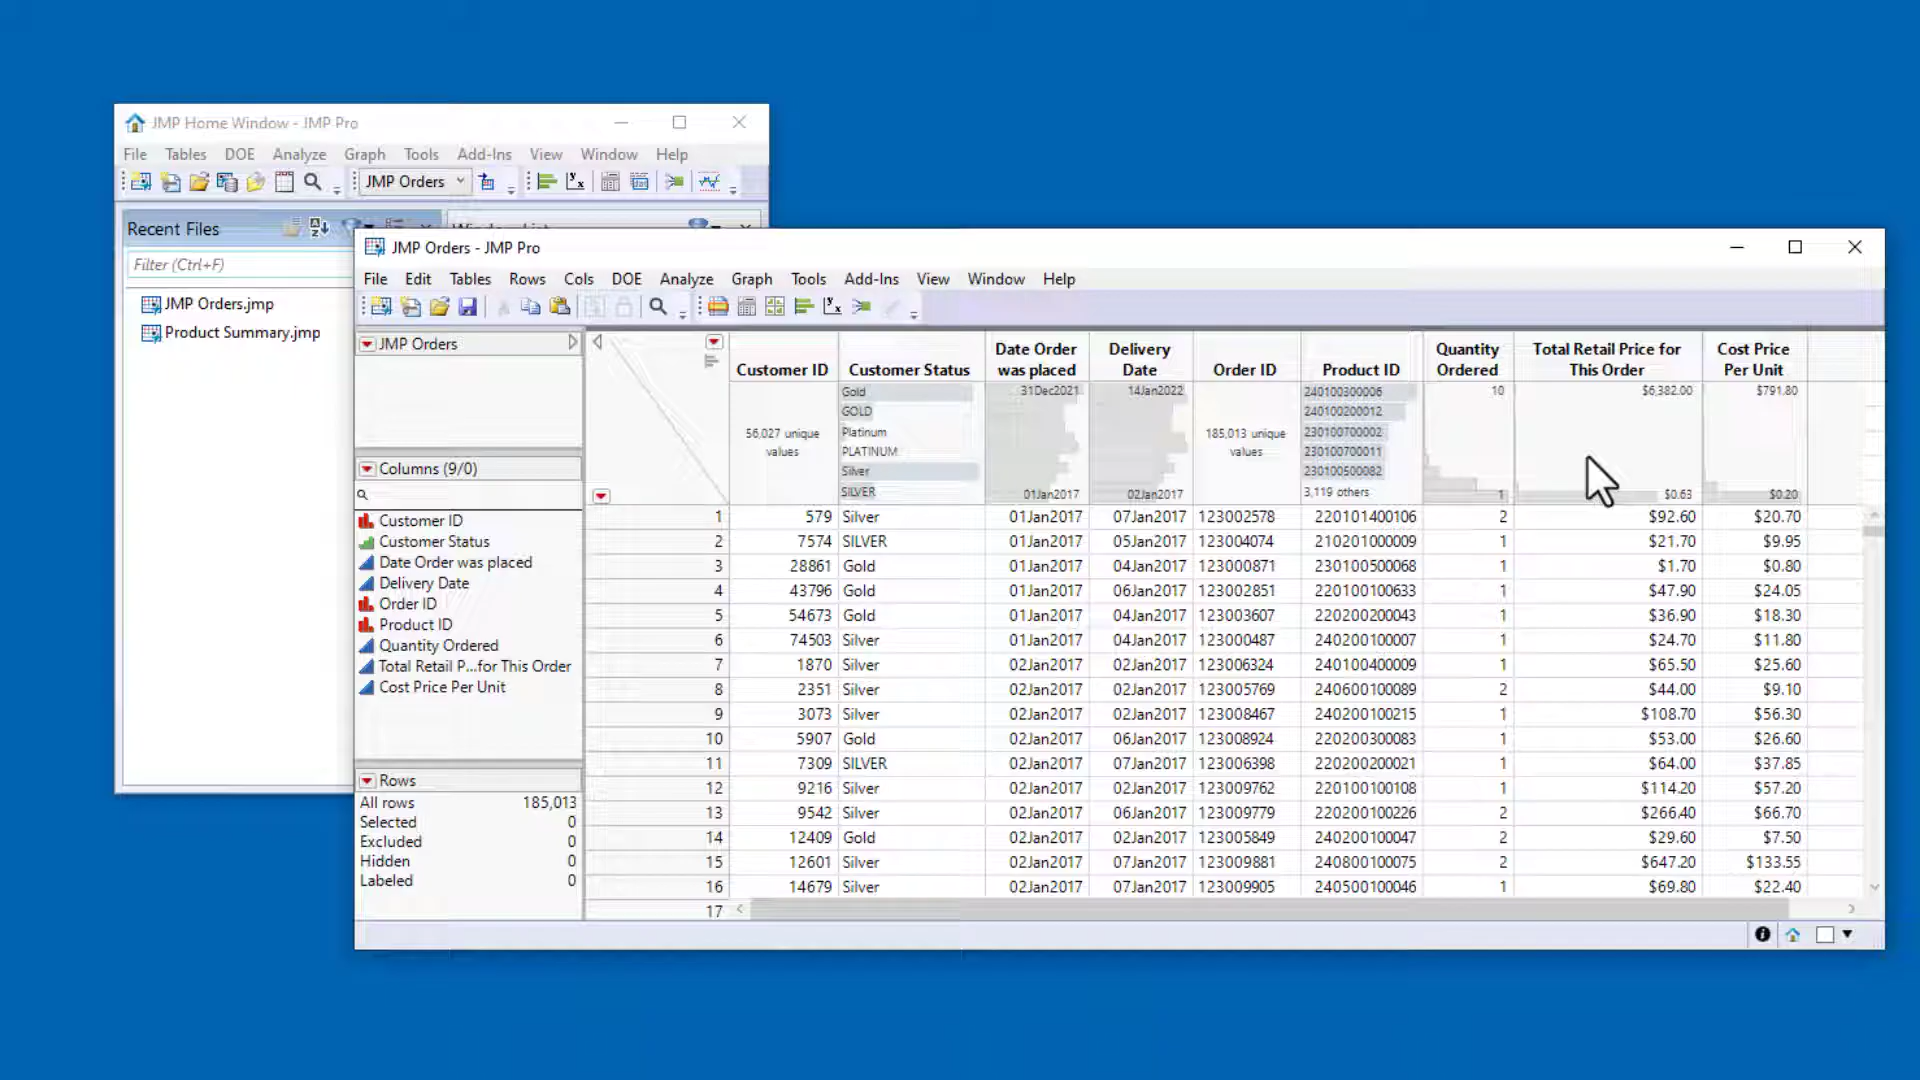 JMP Home Window - JMP Pro
File Tables DOE Analyze Graph Tools Add-Ins View Window Help
JMP Orders
Recent Files
Filter (Ctrl+F)
JMP Orders.jmp
Product Summary.jmp
JMP Orders - JMP Pro
File Edit Tables Rows Cols DOE Analyze Graph Tools Add-Ins View Window Help
JMP Orders
Columns (9/0)
Customer ID
Customer Status
Date Order was placed
Delivery Date
Order ID
Product ID
Quantity Ordered
Total Retail P...for This Order
Cost Price Per Unit
Rows
All rows 185,013
Selected 0
Excluded 0
Hidden 0
Labeled 0
Customer ID
56,027 unique
values
Customer Status
Gold
GOLD
Platinum
PLATINUM
Silver
SILVER
Date Order
was placed
31Dec2021
01Jan2017
Delivery
Date
14Jan2022
02Jan2017
Order ID
185,013 unique
values
Product ID
240100300006
240100200012
230100700002
230100700011
230100500082
3,119 others
Quantity
Ordered
10
1
Total Retail Price for
This Order
$6,382.00
$0.63
Cost Price
Per Unit
$791.80
$0.20
1 579 Silver 01Jan2017 07Jan2017 123002578 220101400106 2 $92.60 $20.70
2 7574 SILVER 01Jan2017 05Jan2017 123004074 210201000009 1 $21.70 $9.95
3 28861 Gold 01Jan2017 04Jan2017 123000871 230100500068 1 $1.70 $0.80
4 43796 Gold 01Jan2017 06Jan2017 123002851 220100100633 1 $47.90 $24.05
5 54673 Gold 01Jan2017 04Jan2017 123003607 220200200043 1 $36.90 $18.30
6 74503 Silver 01Jan2017 04Jan2017 123000487 240200100007 1 $24.70 $11.80
7 1870 Silver 02Jan2017 02Jan2017 123006324 240100400009 1 $65.50 $25.60
8 2351 Silver 02Jan2017 02Jan2017 123005769 240600100089 2 $44.00 $9.10
9 3073 Silver 02Jan2017 02Jan2017 123008467 240200100215 1 $108.70 $56.30
10 5907 Gold 02Jan2017 06Jan2017 123008924 220200300083 1 $53.00 $26.60
11 7309 SILVER 02Jan2017 07Jan2017 123006398 220200200021 1 $64.00 $37.85
12 9216 Silver 02Jan2017 06Jan2017 123009762 220100100108 1 $114.20 $57.20
13 9542 Silver 02Jan2017 06Jan2017 123009779 220200100226 2 $266.40 $66.70
14 12409 Gold 02Jan2017 02Jan2017 123005849 240200100047 2 $29.60 $7.50
15 12601 Silver 02Jan2017 07Jan2017 123009881 240800100075 2 $647.20 $133.55
16 14679 Silver 02Jan2017 07Jan2017 123009905 240500100046 1 $69.80 $22.40
17